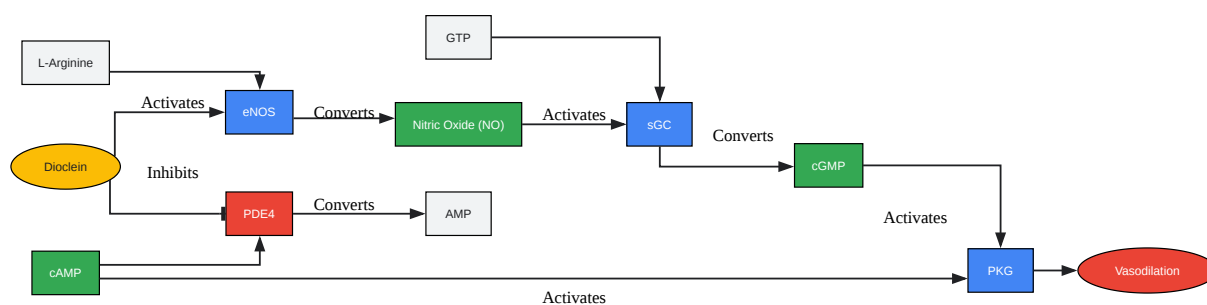 GTP
L-Arginine
Activates
eNOS
Converts
Nitric Oxide (NO)
Activates
sGC
Converts
Dioclein
Inhibits
cGMP
PDE4
Converts
AMP
Activates
cAMP
PKG
Vasodilation
Activates